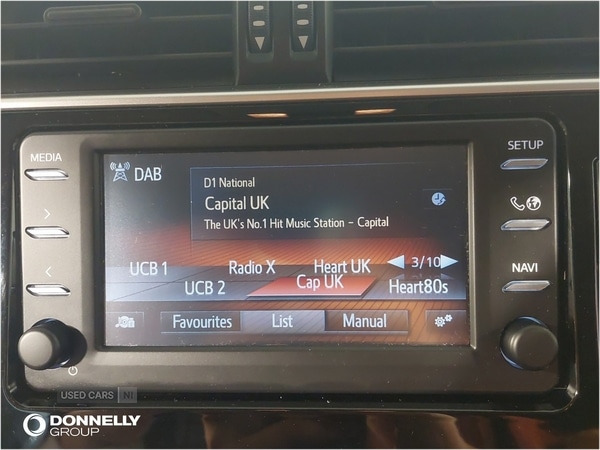 MEDIA
SETUP
DAB
D1 National
Capital UK
The UK's No.1 Hit Music Station - Capital
UCB 1
Radio X
Heart UK
3/10
UCB 2
Cap UK
Heart80s
NAVI
Favourites
List
Manual
USED CARS NI
DONNELLY
GROUP